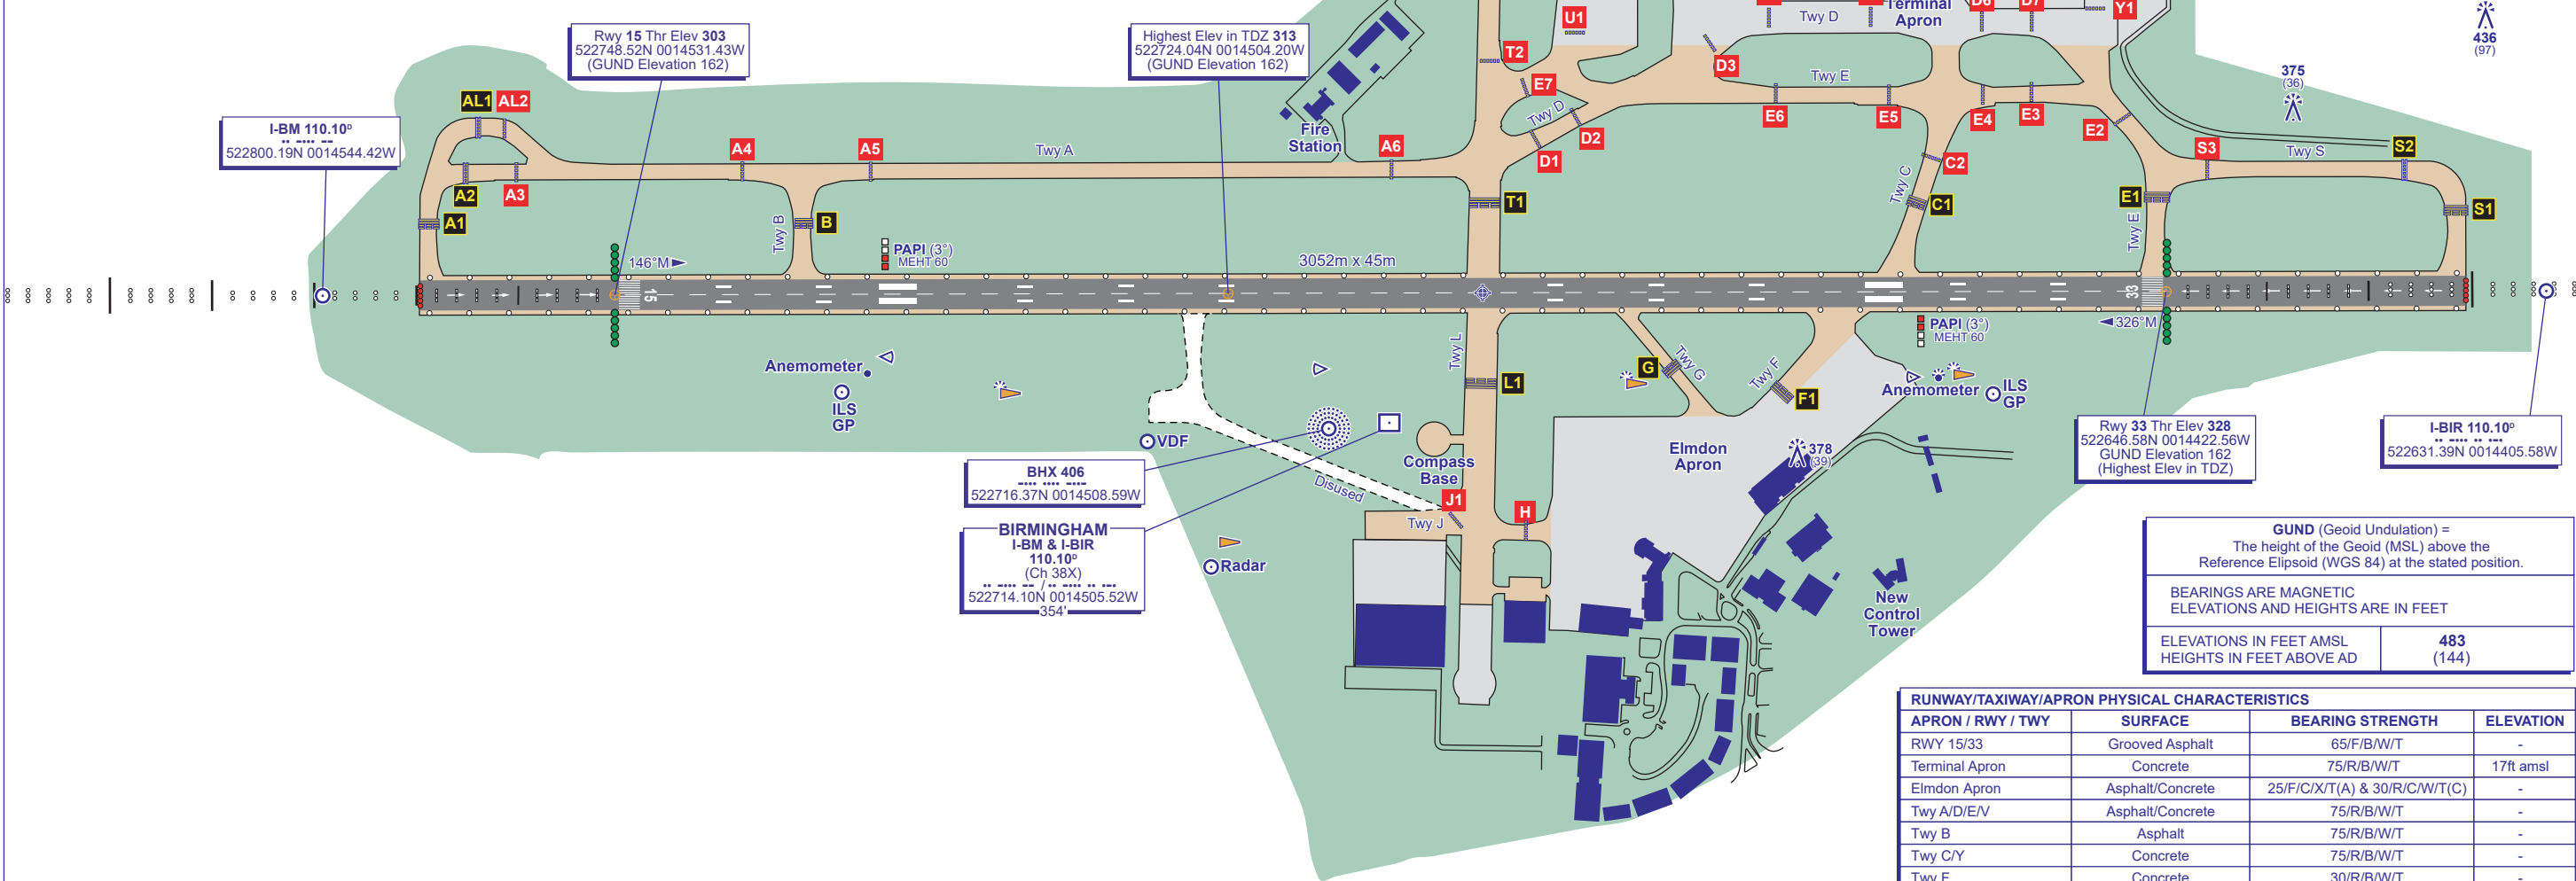 Rwy 15 Thr Elev 303
522748.52N 0014531.43W
(GUND Elevation 162)
Highest Elev in TDZ 313
522724.04N 0014504.20W
(GUND Elevation 162)
U1
Twy D
Terminal
Apron
D6
D7
Y1
436
(97)
T2
D3
E7
Twy E
375
(36)
AL1
AL2
I-BM 110.10D
•• –••• ––
522800.19N 0014544.42W
Fire
Station
Twy D
D2
D1
E6
E5
E4
E3
E2
A4
A5
Twy A
A6
C2
S3
Twy S
S2
A2
A3
A1
Twy B
B
T1
Twy C
C1
E1
Twy E
S1
146°M
PAPI (3°)
MEHT 60
3052m x 45m
15
33
326°M
PAPI (3°)
MEHT 60
Anemometer
ILS
GP
Twy L
L1
G
Twy G
Twy F
F1
Anemometer
ILS
GP
VDF
BHX 406
–••• •••• –••–
522716.37N 0014508.59W
Disused
Compass
Base
Elmdon
Apron
378
(39)
Rwy 33 Thr Elev 328
522646.58N 0014422.56W
GUND Elevation 162
(Highest Elev in TDZ)
I-BIR 110.10D
•• –••• •• •–•
522631.39N 0014405.58W
J1
H
Twy J
BIRMINGHAM
I-BM & I-BIR
110.10D
(Ch 38X)
•• –••• –– / •• –••• •• •–•
522714.10N 0014505.52W
354'
Radar
New
Control
Tower
GUND (Geoid Undulation) =
The height of the Geoid (MSL) above the
Reference Elipsoid (WGS 84) at the stated position.
BEARINGS ARE MAGNETIC
ELEVATIONS AND HEIGHTS ARE IN FEET
ELEVATIONS IN FEET AMSL 483
HEIGHTS IN FEET ABOVE AD (144)
RUNWAY/TAXIWAY/APRON PHYSICAL CHARACTERISTICS
APRON / RWY / TWY SURFACE BEARING STRENGTH ELEVATION
RWY 15/33 Grooved Asphalt 65/F/B/W/T -
Terminal Apron Concrete 75/R/B/W/T 17ft amsl
Elmdon Apron Asphalt/Concrete 25/F/C/X/T(A) & 30/R/C/W/T(C) -
Twy A/D/E/V Asphalt/Concrete 75/R/B/W/T -
Twy B Asphalt 75/R/B/W/T -
Twy C/Y Concrete 75/R/B/W/T -
Twy F Concrete 30/R/B/W/T -